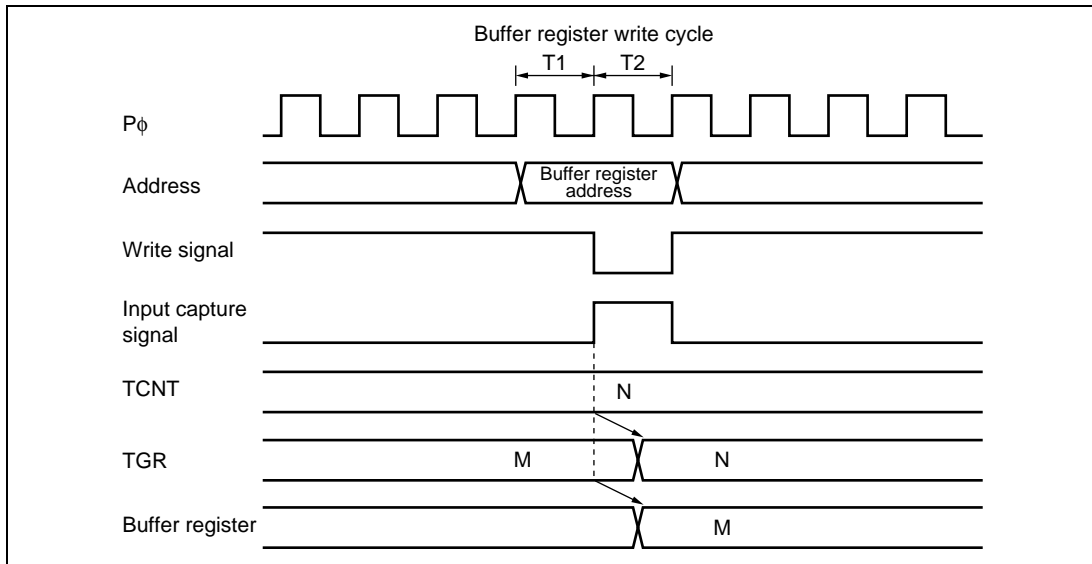 Buffer register write cycle
T1 T2
Pφ
Address
Buffer register
address
Write signal
Input capture
signal
TCNT
N
TGR
M N
Buffer register
M